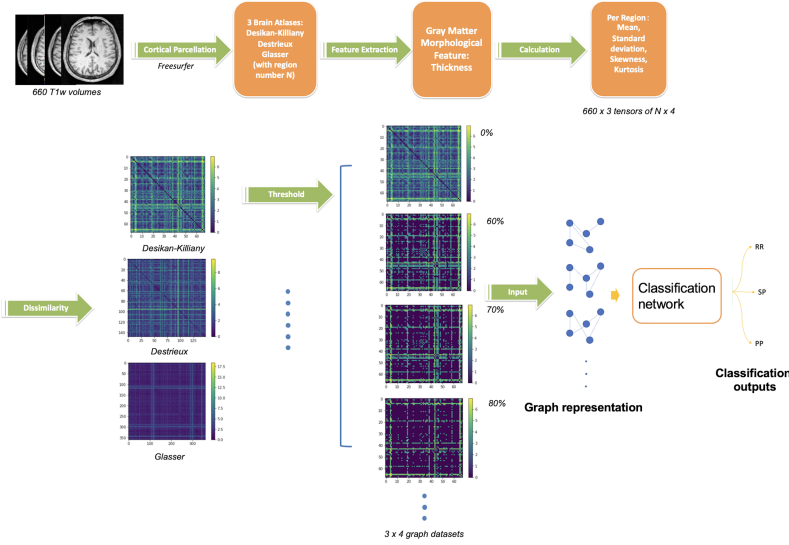 660 T1w volumes
Cortical Parcellation
Freesurfer
3 Brain Atlases:
Desikan-Killiany
Destrieux
Glasser
(with region
number N)
Feature Extraction
Gray Matter
Morphological
Feature:
Thickness
Calculation
Per Region:
Mean,
Standard
deviation,
Skewness,
Kurtosis
660 x 3 tensors of N x 4
Dissimilarity
Desikan-Killiany
Destrieux
Glasser
Threshold
0%
60%
70%
80%
3 x 4 graph datasets
Input
Graph representation
Classification
network
RR
SP
PP
Classification
outputs